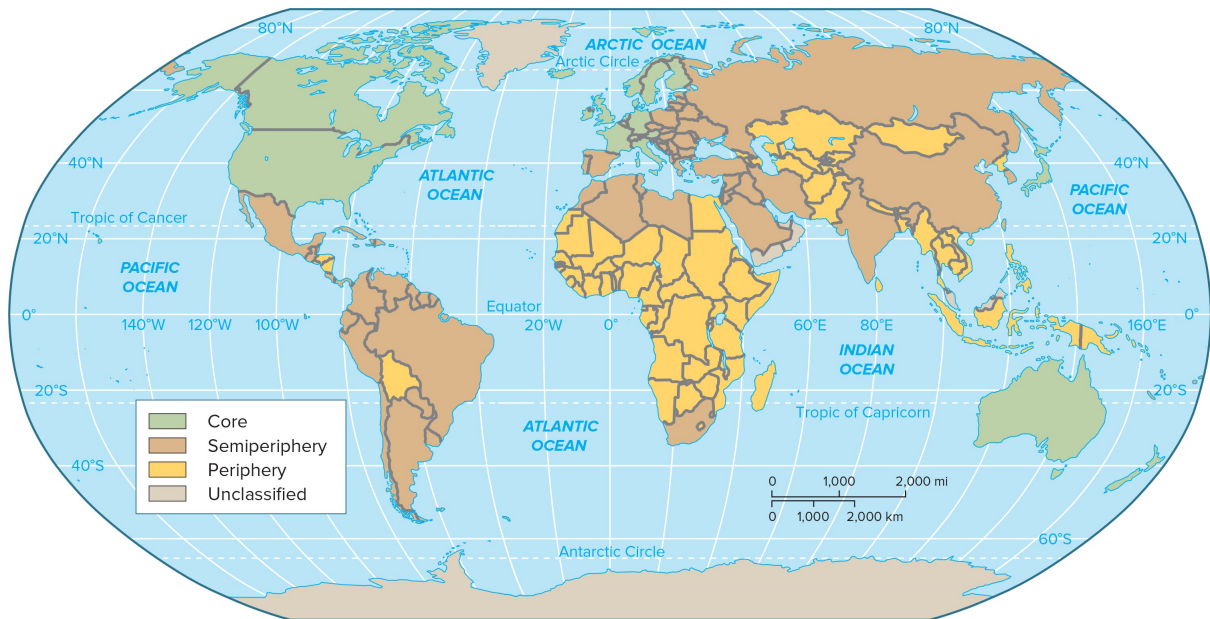 80°N
80°N
ARCTIC OCEAN
Arctic Circle
40°N
40°N
ATLANTIC
OCEAN
PACIFIC
OCEAN
Tropic of Cancer
20°N
20°N
PACIFIC
OCEAN
Equator
0°
0°
140°W
120°W
100°W
20°W
0°
60°E
80°E
160°E
INDIAN
OCEAN
20°S
20°S
Tropic of Capricorn
ATLANTIC
OCEAN
Core
Semiperiphery
Periphery
Unclassified
40°S
0 1,000 2,000 mi
0 1,000 2,000 km
60°S
Antarctic Circle